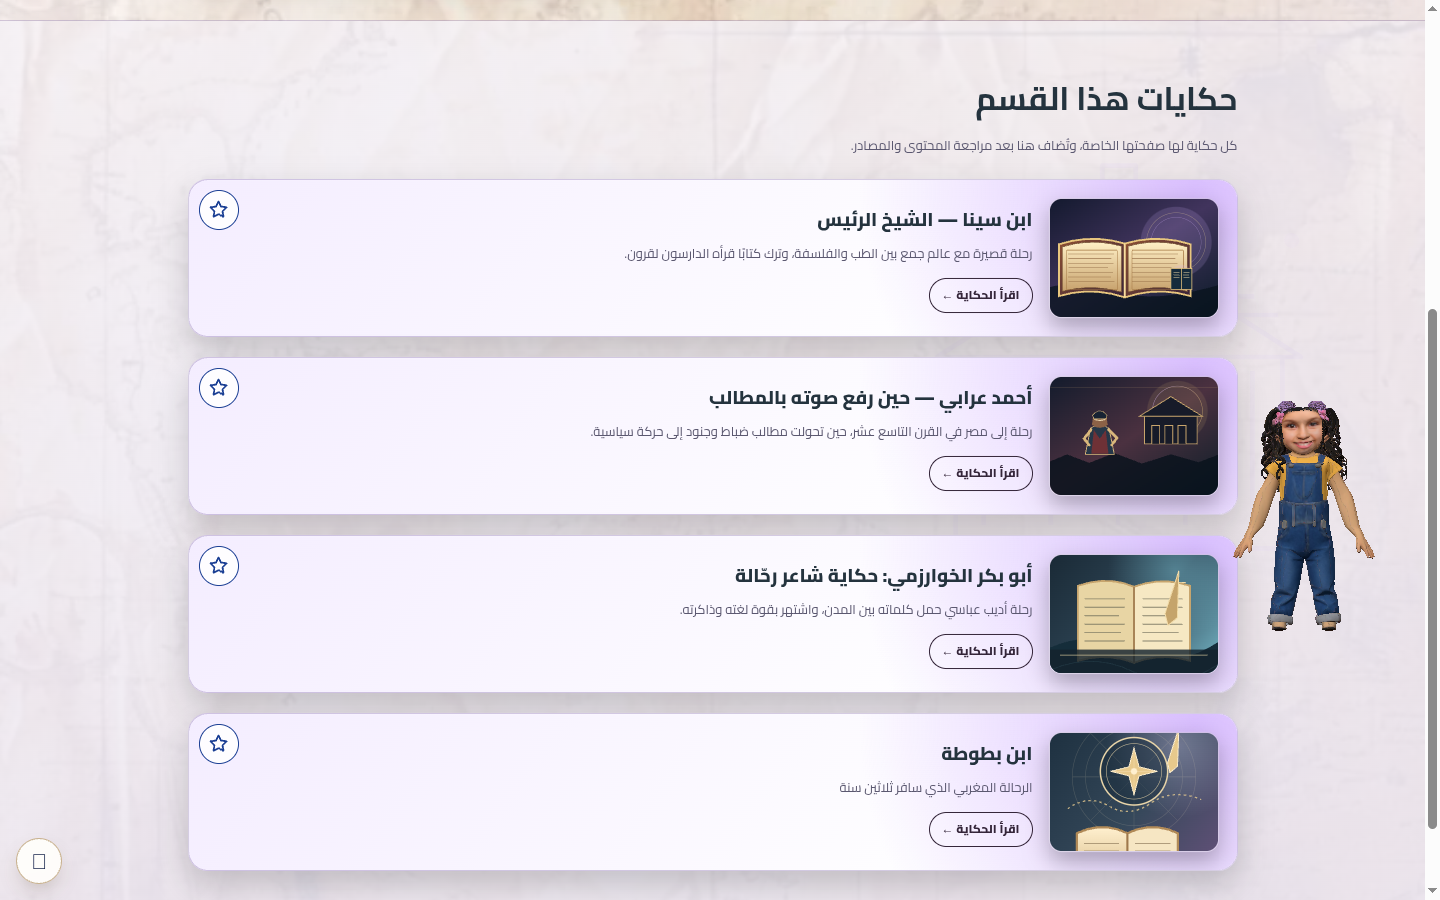 حكايات هذا القسم
كل حكاية لها صفحتها الخاصة، وتُضاف هنا بعد مراجعة المحتوى والمصادر.
ابن سينا — الشيخ الرئيس
رحلة قصيرة مع عالم جمع بين الطب والفلسفة، وترك كتابًا قرأه الدارسون لقرون.
اقرأ الحكاية ←
أحمد عرابي — حين رفع صوته بالمطالب
رحلة إلى مصر في القرن التاسع عشر، حين تحولت مطالب ضباط وجنود إلى حركة سياسية.
اقرأ الحكاية ←
أبو بكر الخوارزمي: حكاية شاعر رحّالة
رحلة أديب عباسي حمل كلماته بين المدن، واشتهر بقوة لغته وذاكرته.
اقرأ الحكاية ←
ابن بطوطة
الرحالة المغربي الذي سافر ثلاثين سنة
اقرأ الحكاية ←